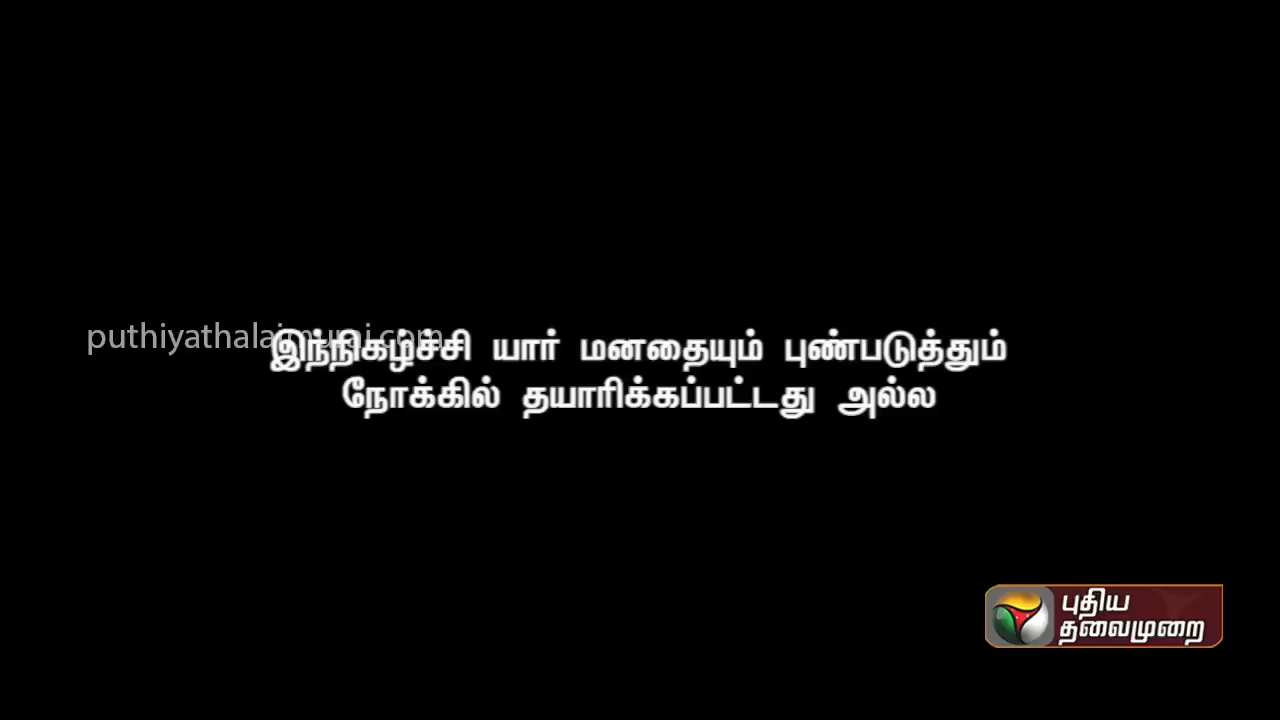 puthiyathalaimurai.com
இந்நிகழ்ச்சி யார் மனதையும் புண்படுத்தும்
நோக்கில் தயாரிக்கப்பட்டது அல்ல
புதிய
தலைமுறை